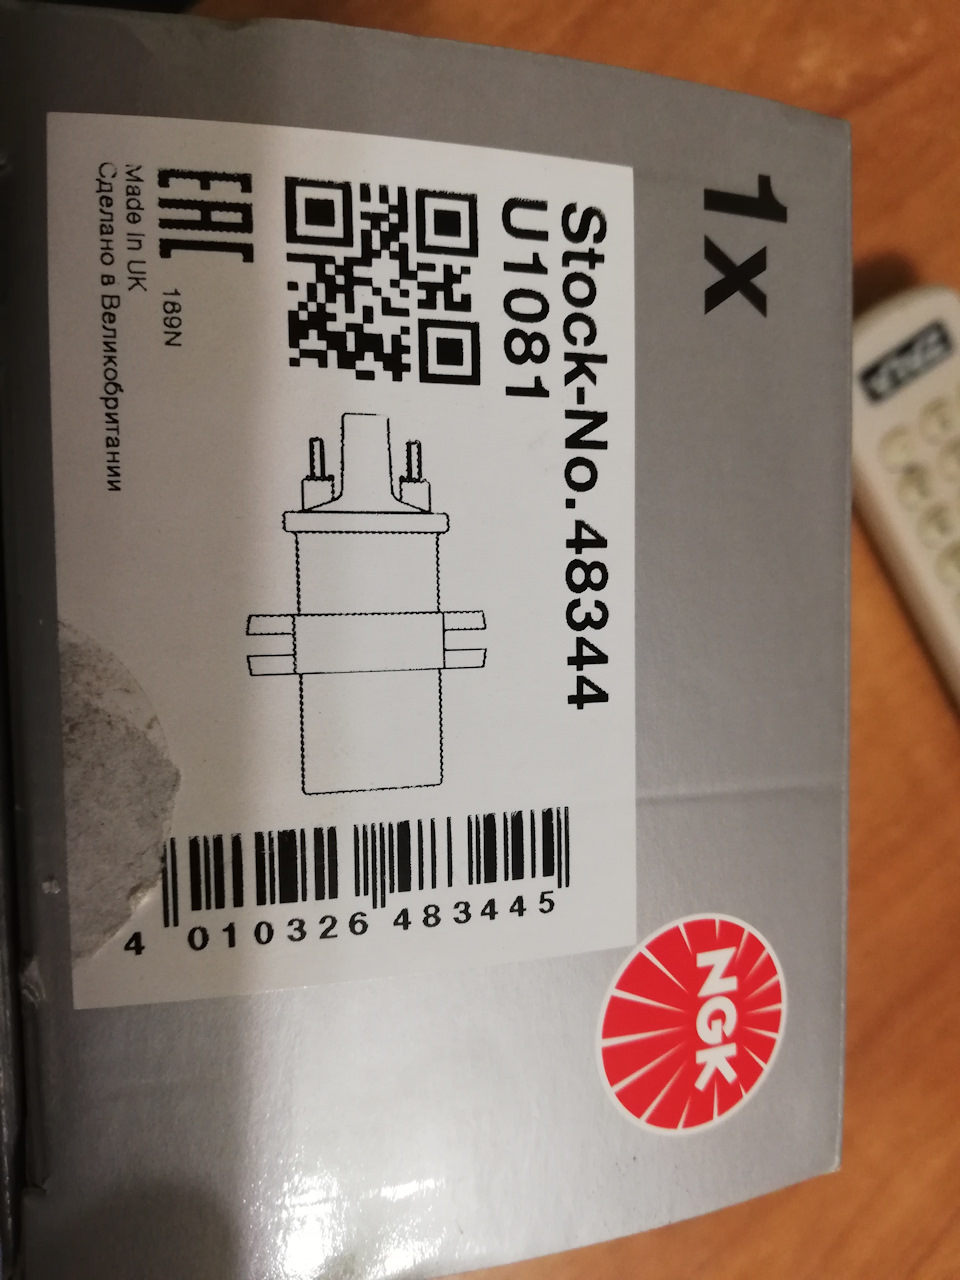 1x
Stock-No. 48344
U1081
EAC
189N
Made in UK
Сделано в Великобритании
4 010326 483445
NGK